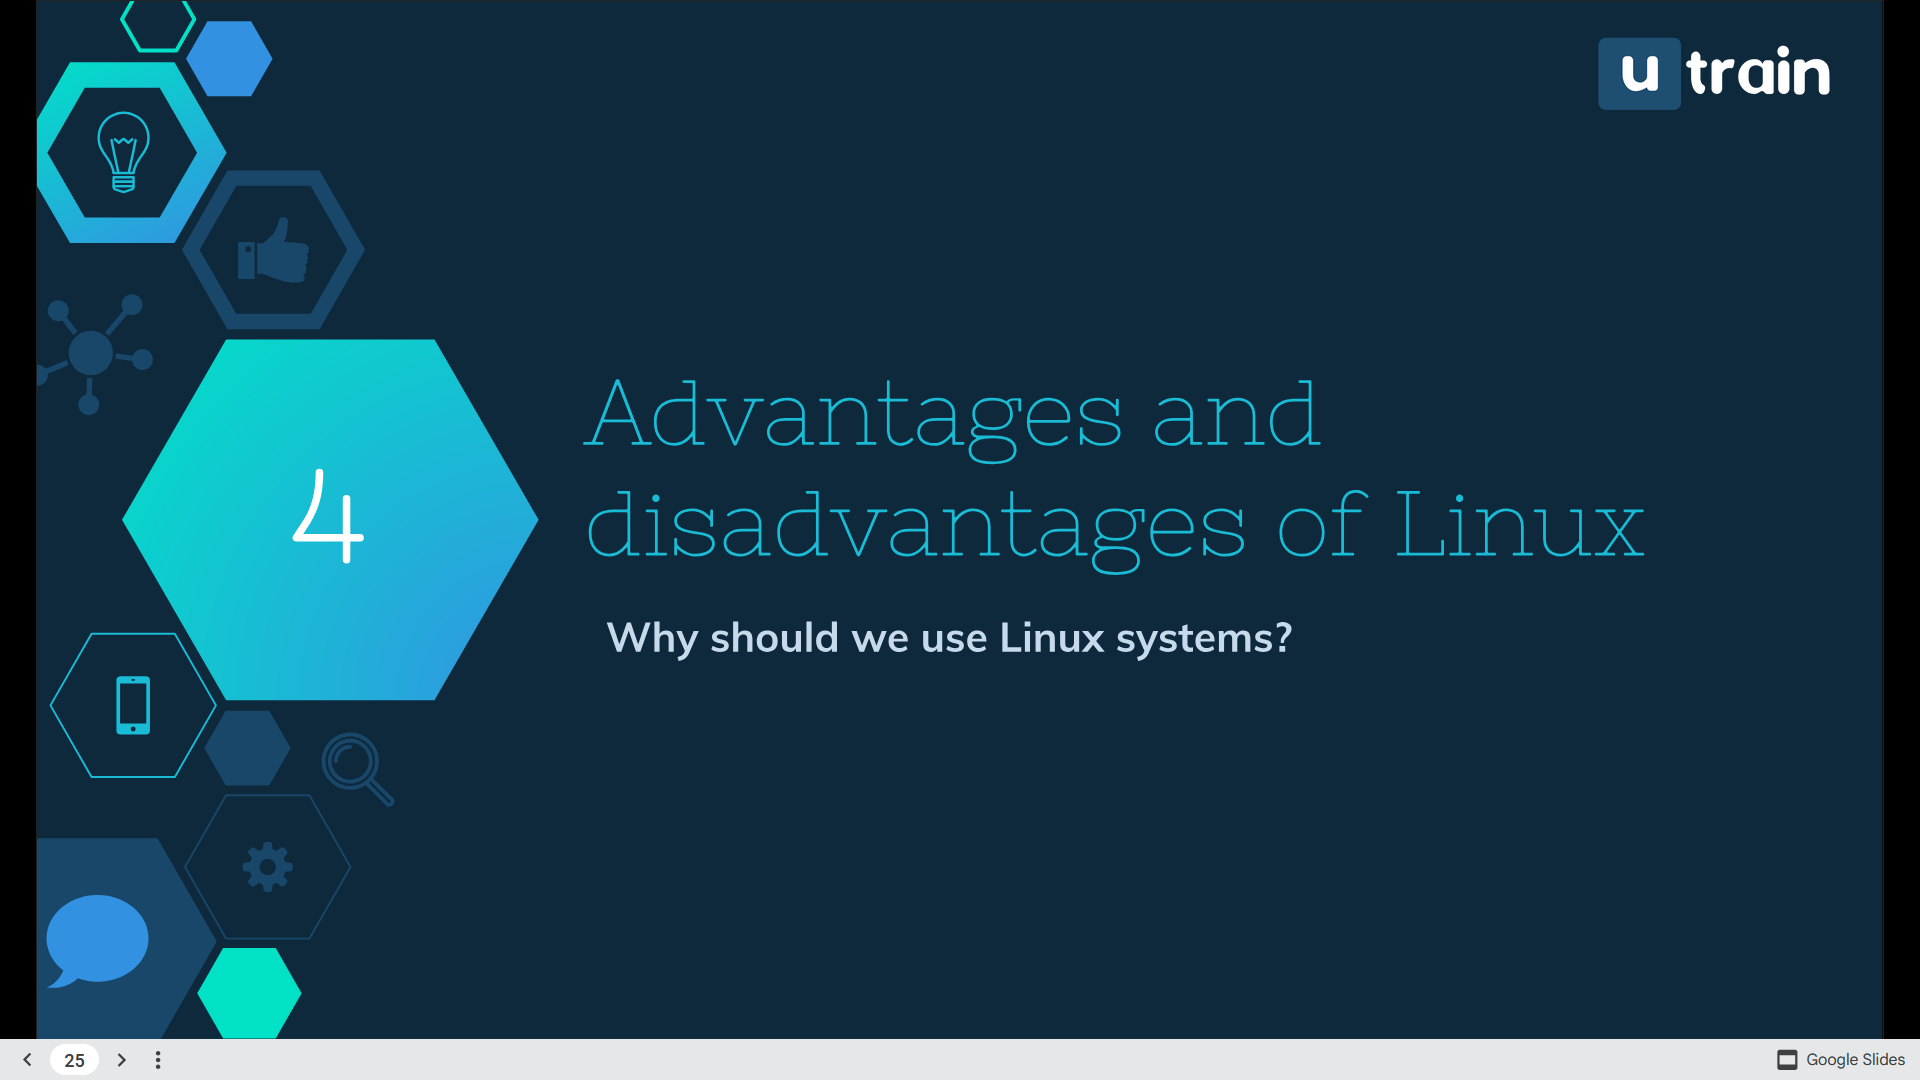 u train
4
Advantages and
disadvantages of Linux
Why should we use Linux systems?
25
Google Slides